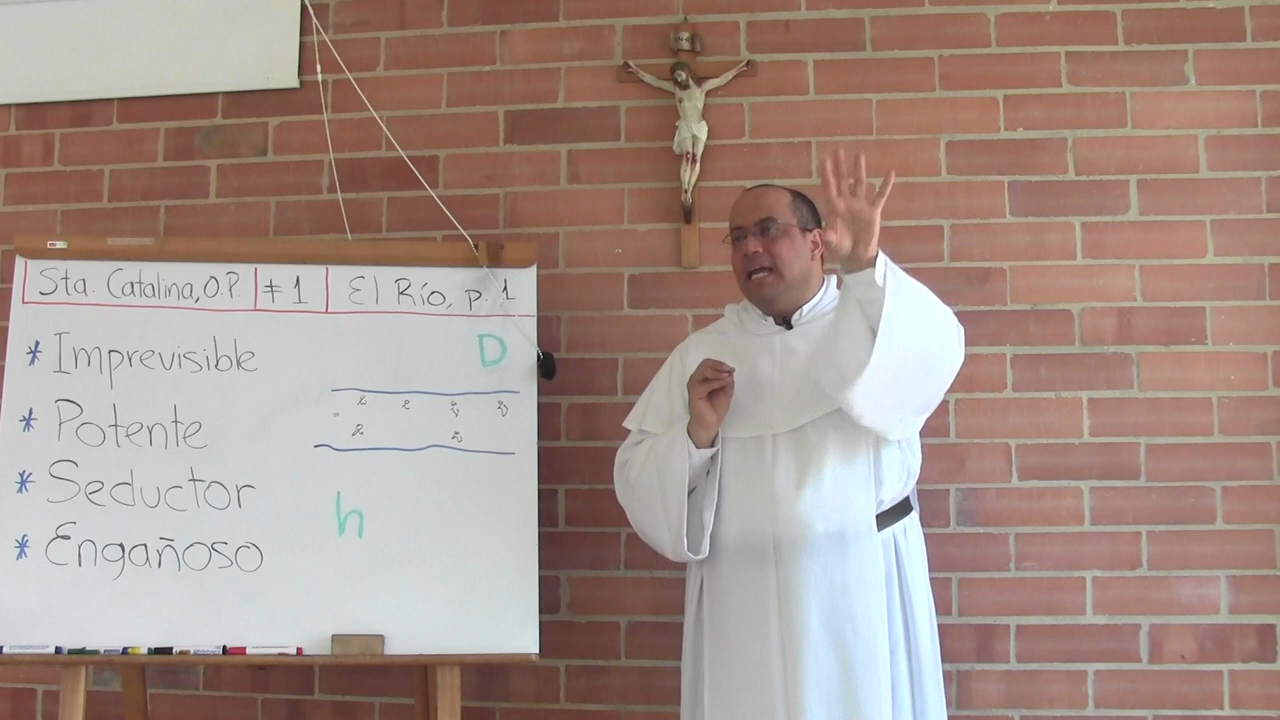 Sta. Catalina, O.P. #1 El Río, p. 1
* Imprevisible
D
* Potente
* Seductor
h
* Engañoso